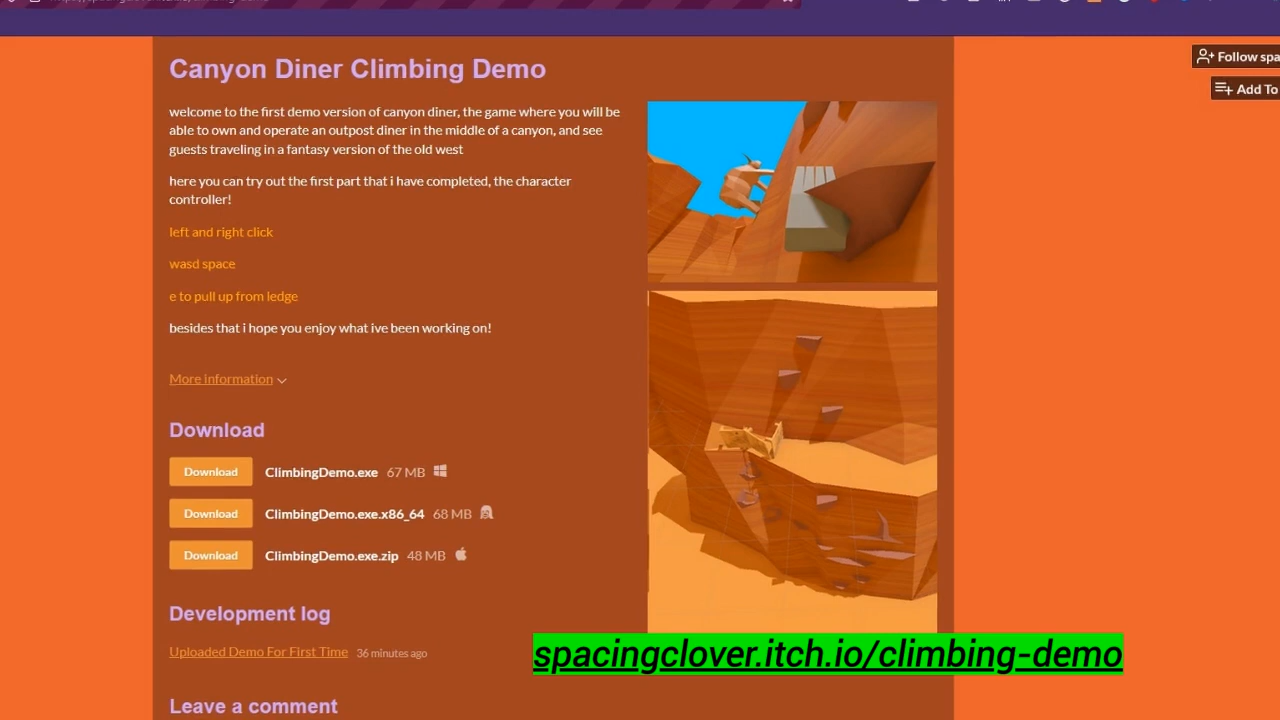 Canyon Diner Climbing Demo
Follow spa
Add To
welcome to the first demo version of canyon diner, the game where you will be
able to own and operate an outpost diner in the middle of a canyon, and see
guests traveling in a fantasy version of the old west
here you can try out the first part that i have completed, the character
controller!
left and right click
wasd space
e to pull up from ledge
besides that i hope you enjoy what ive been working on!
More information
Download
Download ClimbingDemo.exe 67 MB
Download ClimbingDemo.exe.x86_64 68 MB
Download ClimbingDemo.exe.zip 48 MB
Development log
Uploaded Demo For First Time 36 minutes ago
spacingclover.itch.io/climbing-demo
Leave a comment